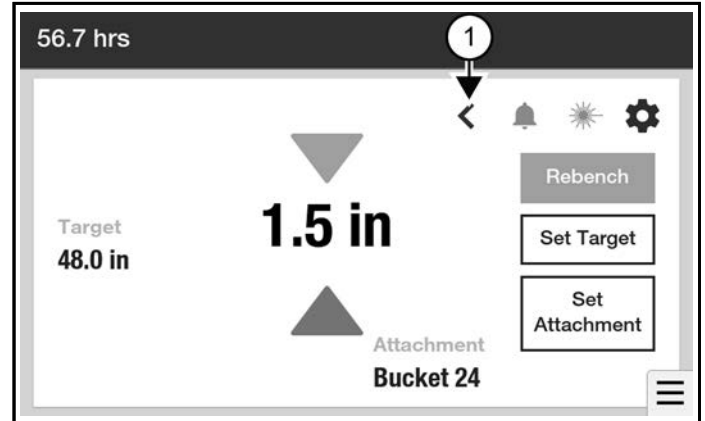 56.7 hrs
1
Rebench
Target
48.0 in
1.5 in
Set Target
Set
Attachment
Attachment
Bucket 24